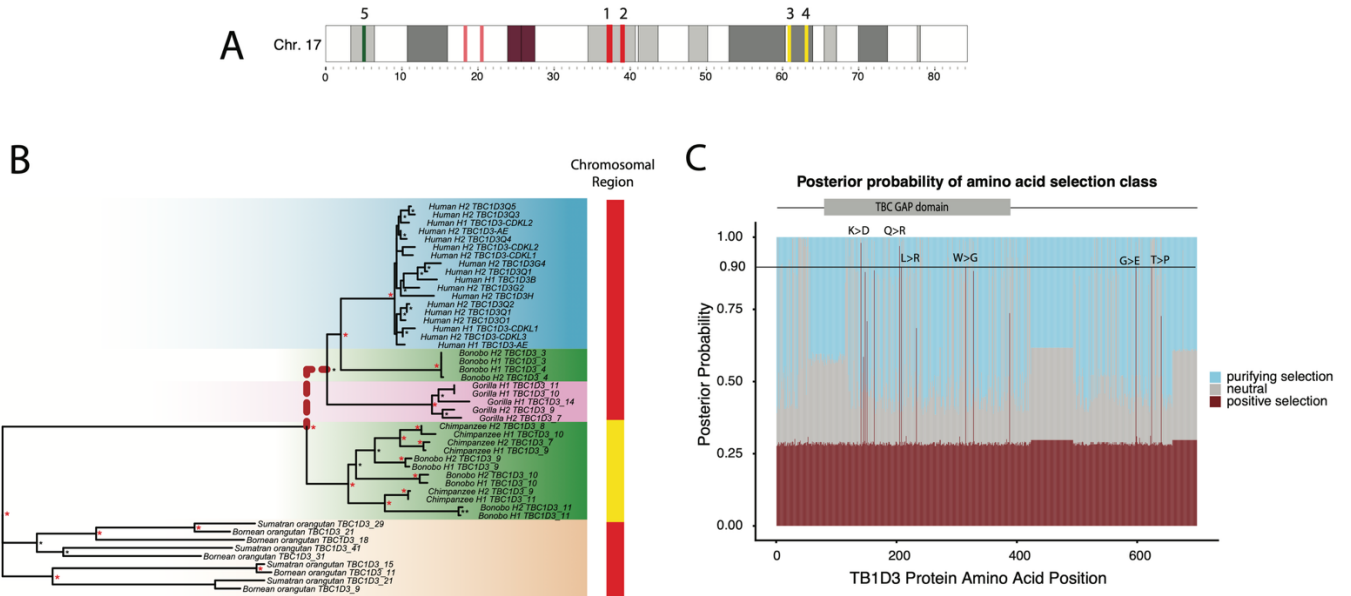 A
Chr. 17
5
1
2
3
4
0
10
20
30
40
50
60
70
80
B
Chromosomal
Region
Human H2 TBC1D3Q5
Human H2 TBC1D3Q3
Human H1 TBC1D3-CDKL2
Human H2 TBC1D3-AE
Human H2 TBC1D3Q4
Human H2 TBC1D3-CDKL2
Human H2 TBC1D3-CDKL1
Human H2 TBC1D3G4
Human H1 TBC1D3Q1
Human H1 TBC1D3B
Human H2 TBC1D3G2
Human H2 TBC1D3H
Human H2 TBC1D3Q2
Human H2 TBC1D3Q1
Human H2 TBC1D3O1
Human H1 TBC1D3-CDKL1
Human H2 TBC1D3-CDKL3
Human H1 TBC1D3-AE
Bonobo H2 TBC1D3_3
Bonobo H1 TBC1D3_3
Bonobo H1 TBC1D3_4
Bonobo H2 TBC1D3_4
Gorilla H1 TBC1D3_11
Gorilla H1 TBC1D3_10
Gorilla H1 TBC1D3_14
Gorilla H2 TBC1D3_9
Gorilla H2 TBC1D3_7
Chimpanzee H2 TBC1D3_8
Chimpanzee H1 TBC1D3_10
Chimpanzee H2 TBC1D3_7
Chimpanzee H1 TBC1D3_9
Bonobo H2 TBC1D3_9
Bonobo H1 TBC1D3_9
Bonobo H2 TBC1D3_10
Bonobo H1 TBC1D3_10
Chimpanzee H2 TBC1D3_9
Chimpanzee H1 TBC1D3_11
Bonobo H2 TBC1D3_11
Bonobo H1 TBC1D3_11
Sumatran orangutan TBC1D3_29
Bornean orangutan TBC1D3_21
Bornean orangutan TBC1D3_18
Sumatran orangutan TBC1D3_41
Bornean orangutan TBC1D3_31
Sumatran orangutan TBC1D3_15
Bornean orangutan TBC1D3_11
Sumatran orangutan TBC1D3_21
Bornean orangutan TBC1D3_9
C
Posterior probability of amino acid selection class
TBC GAP domain
K>D
Q>R
L>R
W>G
G>E
T>P
1.00
0.90
0.75
0.50
0.25
0.00
Posterior Probability
0
200
400
600
TB1D3 Protein Amino Acid Position
purifying selection
neutral
positive selection